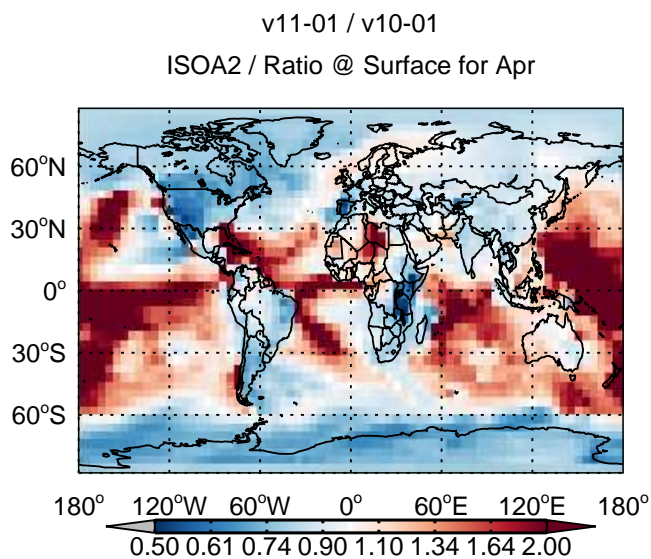 v11-01 / v10-01
ISOA2 / Ratio @ Surface for Apr
60°N
30°N
0°
30°S
60°S
180° 120°W 60°W 0° 60°E 120°E 180°
0.50 0.61 0.74 0.90 1.10 1.34 1.64 2.00